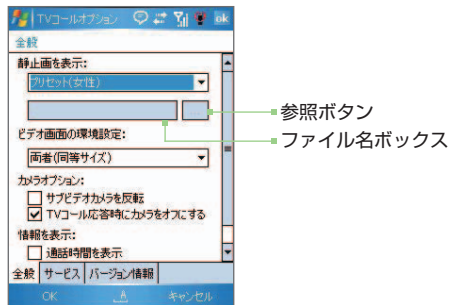 TVコールオプション
ok
全般
静止画を表示:
プリセット(女性)
参照ボタン
ファイル名ボックス
ビデオ画面の環境設定:
両者(同等サイズ)
カメラオプション:
サブビデオカメラを反転
TVコール応答時にカメラをオフにする
情報を表示:
通話時間を表示
全般 サービス バージョン情報
OK キャンセル